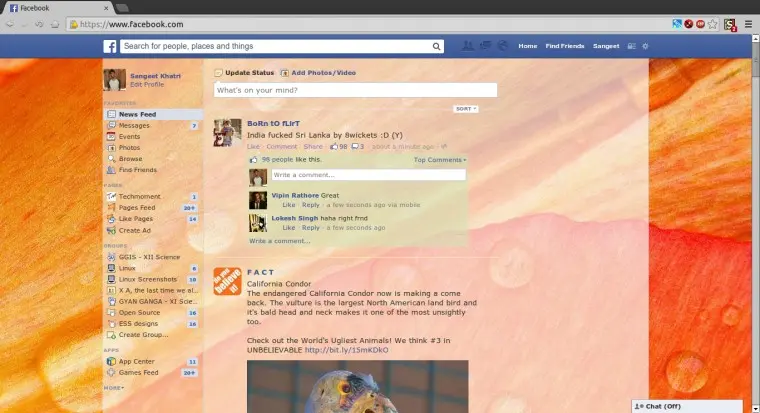 Facebook
https://www.facebook.com
Search for people, places and things
Home Find Friends Sangeet
Sangeet Khatri
Edit Profile
FAVORITES
News Feed
Messages 7
Events
Photos
Browse
Find Friends
PAGES
Techmoment 1
Pages Feed 20+
Like Pages 14
Create Ad
GROUPS
GGIS - XII Science
Linux 6
Linux Screenshots 10
X A, the last time we al...
GYAN GANGA - XI Scie...
Open Source 16
ESS designs 20
Create Group...
APPS
App Center 11
Games Feed 20+
MORE
Update Status Add Photos/Video
What's on your mind?
SORT
BoRn tO fLIrT
India fucked Sri Lanka by 8wickets :D (Y)
Like · Comment · Share · 98 3 · about a minute ago ·
98 people like this. Top Comments
Write a comment...
Vipin Rathore Great
Like · Reply · a few seconds ago via mobile
Lokesh Singh haha right frnd
Like · Reply · a few seconds ago
Write a comment...
F A C T
California Condor
The endangered California Condor now is making a come
back. The vulture is the largest North American land bird and
it's bald head and neck makes it one of the most unsightly
too.
Check out the World's Ugliest Animals! We think #3 in
UNBELIEVABLE http://bit.ly/15mKDkO
Chat (Off)